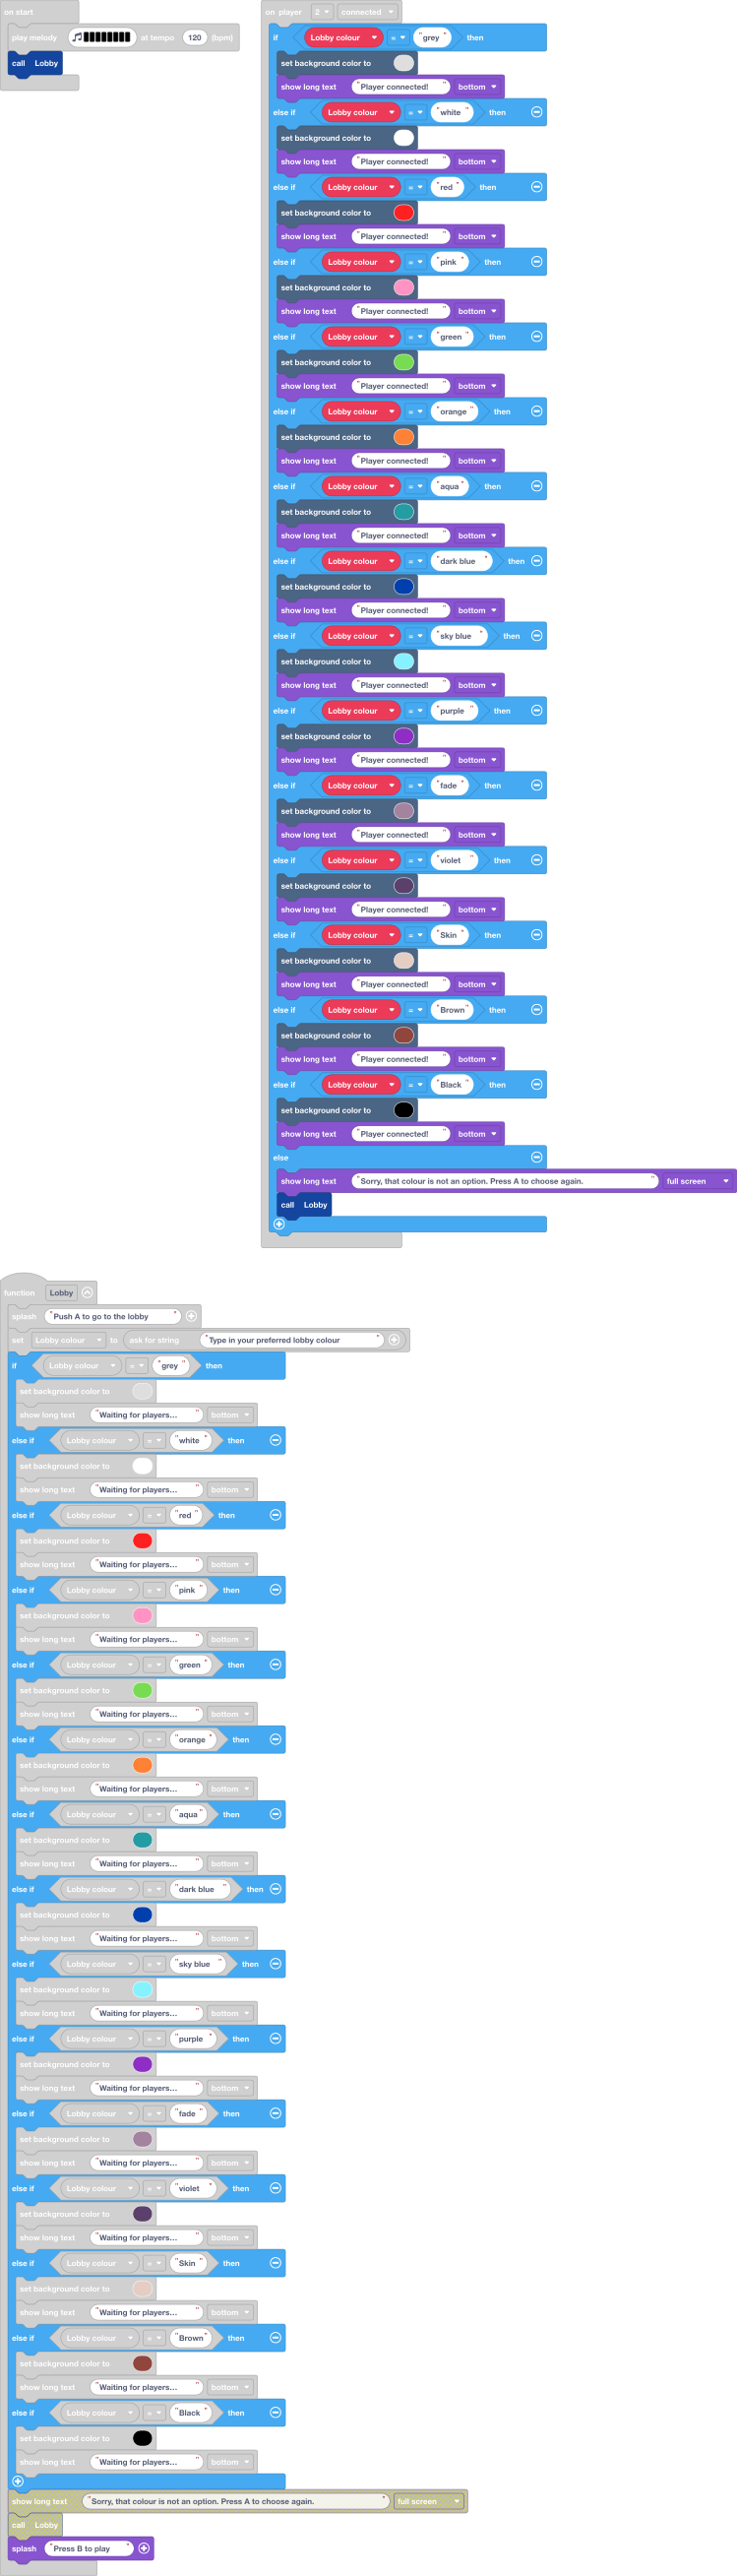 on start
play melody at tempo 120 (bpm)
call Lobby
on player 2 connected
if Lobby colour = "grey" then
set background color to
show long text "Player connected!" bottom
else if Lobby colour = "white" then
set background color to
show long text "Player connected!" bottom
else if Lobby colour = "red" then
set background color to
show long text "Player connected!" bottom
else if Lobby colour = "pink" then
set background color to
show long text "Player connected!" bottom
else if Lobby colour = "green" then
set background color to
show long text "Player connected!" bottom
else if Lobby colour = "orange" then
set background color to
show long text "Player connected!" bottom
else if Lobby colour = "aqua" then
set background color to
show long text "Player connected!" bottom
else if Lobby colour = "dark blue" then
set background color to
show long text "Player connected!" bottom
else if Lobby colour = "sky blue" then
set background color to
show long text "Player connected!" bottom
else if Lobby colour = "purple" then
set background color to
show long text "Player connected!" bottom
else if Lobby colour = "fade" then
set background color to
show long text "Player connected!" bottom
else if Lobby colour = "violet" then
set background color to
show long text "Player connected!" bottom
else if Lobby colour = "Skin" then
set background color to
show long text "Player connected!" bottom
else if Lobby colour = "Brown" then
set background color to
show long text "Player connected!" bottom
else if Lobby colour = "Black" then
set background color to
show long text "Player connected!" bottom
else
show long text "Sorry, that colour is not an option. Press A to choose again." full screen
call Lobby
function Lobby
splash "Push A to go to the lobby"
set Lobby colour to ask for string "Type in your preferred lobby colour"
if Lobby colour = "grey" then
set background color to
show long text "Waiting for players..." bottom
else if Lobby colour = "white" then
set background color to
show long text "Waiting for players..." bottom
else if Lobby colour = "red" then
set background color to
show long text "Waiting for players..." bottom
else if Lobby colour = "pink" then
set background color to
show long text "Waiting for players..." bottom
else if Lobby colour = "green" then
set background color to
show long text "Waiting for players..." bottom
else if Lobby colour = "orange" then
set background color to
show long text "Waiting for players..." bottom
else if Lobby colour = "aqua" then
set background color to
show long text "Waiting for players..." bottom
else if Lobby colour = "dark blue" then
set background color to
show long text "Waiting for players..." bottom
else if Lobby colour = "sky blue" then
set background color to
show long text "Waiting for players..." bottom
else if Lobby colour = "purple" then
set background color to
show long text "Waiting for players..." bottom
else if Lobby colour = "fade" then
set background color to
show long text "Waiting for players..." bottom
else if Lobby colour = "violet" then
set background color to
show long text "Waiting for players..." bottom
else if Lobby colour = "Skin" then
set background color to
show long text "Waiting for players..." bottom
else if Lobby colour = "Brown" then
set background color to
show long text "Waiting for players..." bottom
else if Lobby colour = "Black" then
set background color to
show long text "Waiting for players..." bottom
show long text "Sorry, that colour is not an option. Press A to choose again." full screen
call Lobby
splash "Press B to play"